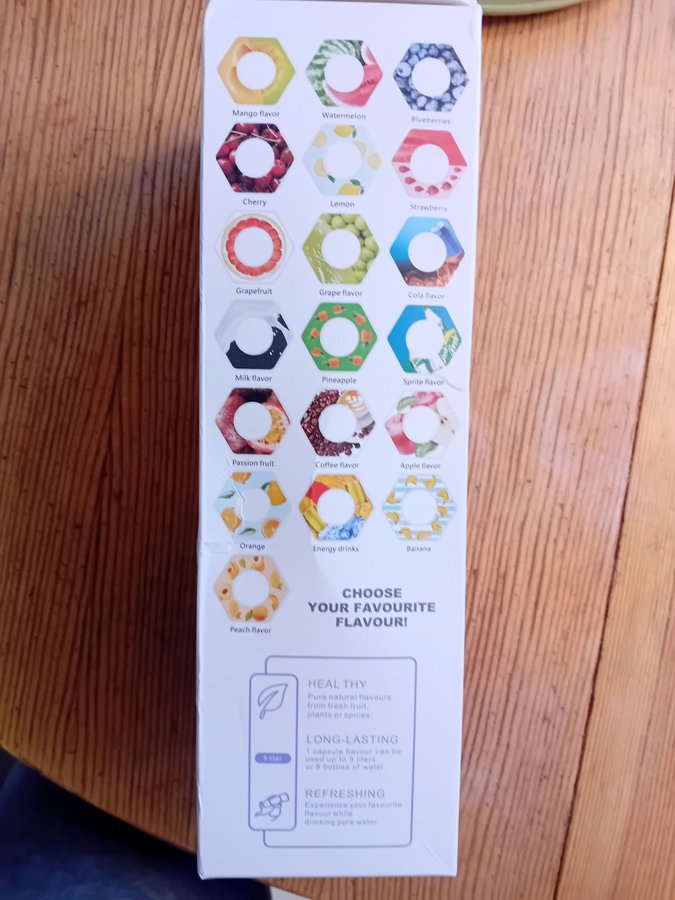 Mango flavor
Watermelon
Blueberries
Cherry
Lemon
Strawberry
Grapefruit
Grape flavor
Cola flavor
Milk flavor
Pineapple
Sprite flavor
Passion fruit
Coffee flavor
Apple flavor
Orange
Energy drinks
Banana
Peach flavor
CHOOSE
YOUR FAVOURITE
FLAVOUR!
HEALTHY
Pure natural flavours
from fresh fruit,
plants or spices.
5 liter
LONG-LASTING
1 capsule flavour can be
used up to 5 liters
or 8 bottles of water.
REFRESHING
Experience your favourite
flavour while
drinking pure water